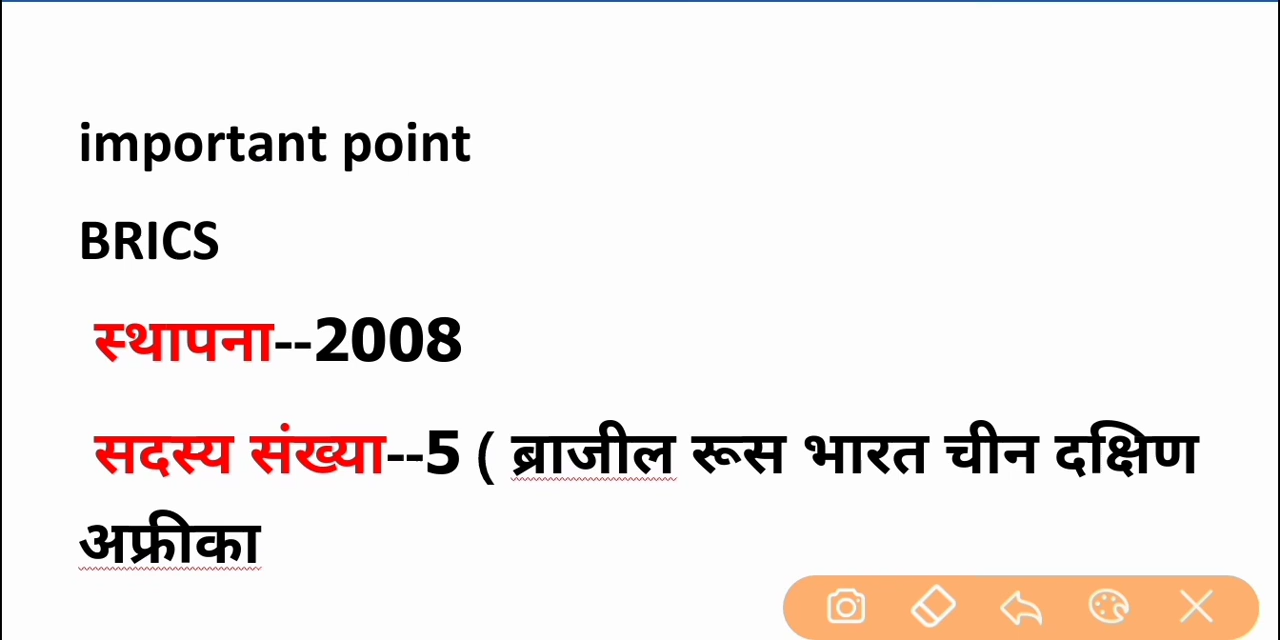 important point
BRICS
स्थापना--2008
सदस्य संख्या--5 ( ब्राजील रूस भारत चीन दक्षिण
अफ्रीका